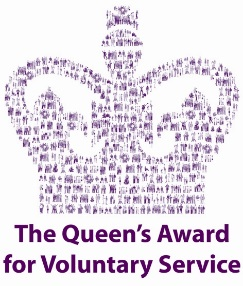 The Queen's Award
for Voluntary Service